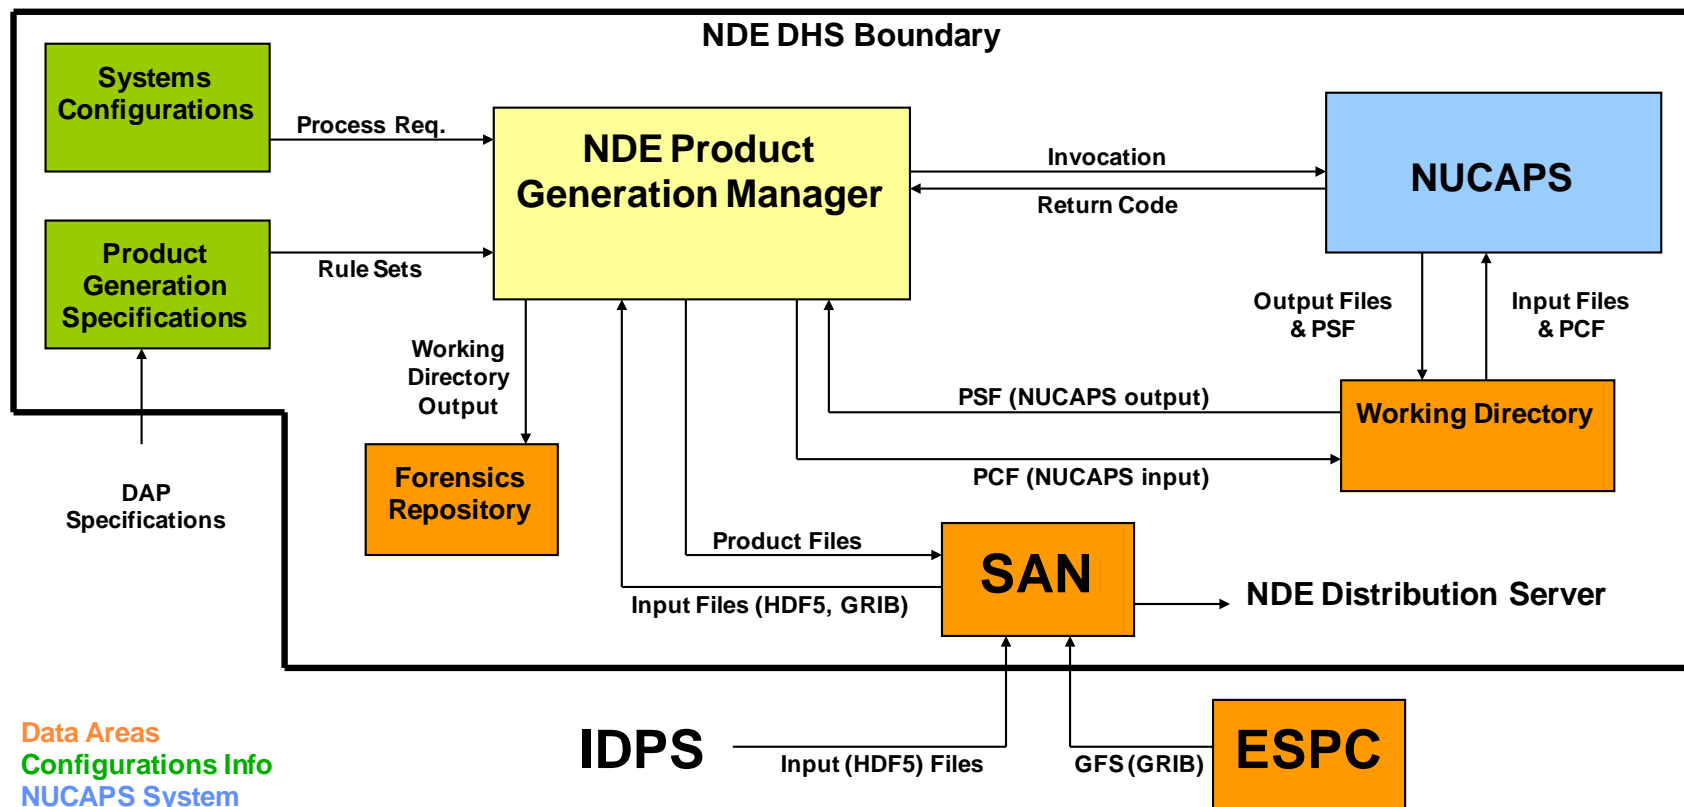 NDE DHS Boundary
Systems
Configurations
Process Req.
NDE Product
Generation Manager
Invocation
Return Code
NUCAPS
Product
Generation
Specifications
Rule Sets
Working
Directory
Output
Output Files
& PSF
Input Files
& PCF
PSF (NUCAPS output)
Working Directory
PCF (NUCAPS input)
Forensics
Repository
DAP
Specifications
Product Files
SAN
Input Files (HDF5, GRIB)
NDE Distribution Server
Data Areas
Configurations Info
NUCAPS System
IDPS
Input (HDF5) Files
GFS (GRIB)
ESPC